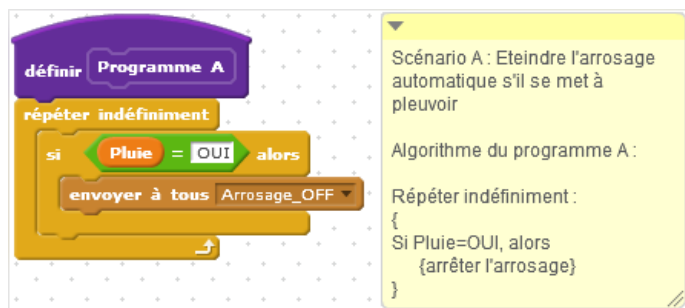 définir Programme A
répéter indéfiniment
si Pluie = OUI alors
envoyer à tous Arrosage_OFF
Scénario A : Eteindre l'arrosage
automatique s'il se met à
pleuvoir
Algorithme du programme A :
Répéter indéfiniment :
{
Si Pluie=OUI, alors
{arrêter l'arrosage}
}